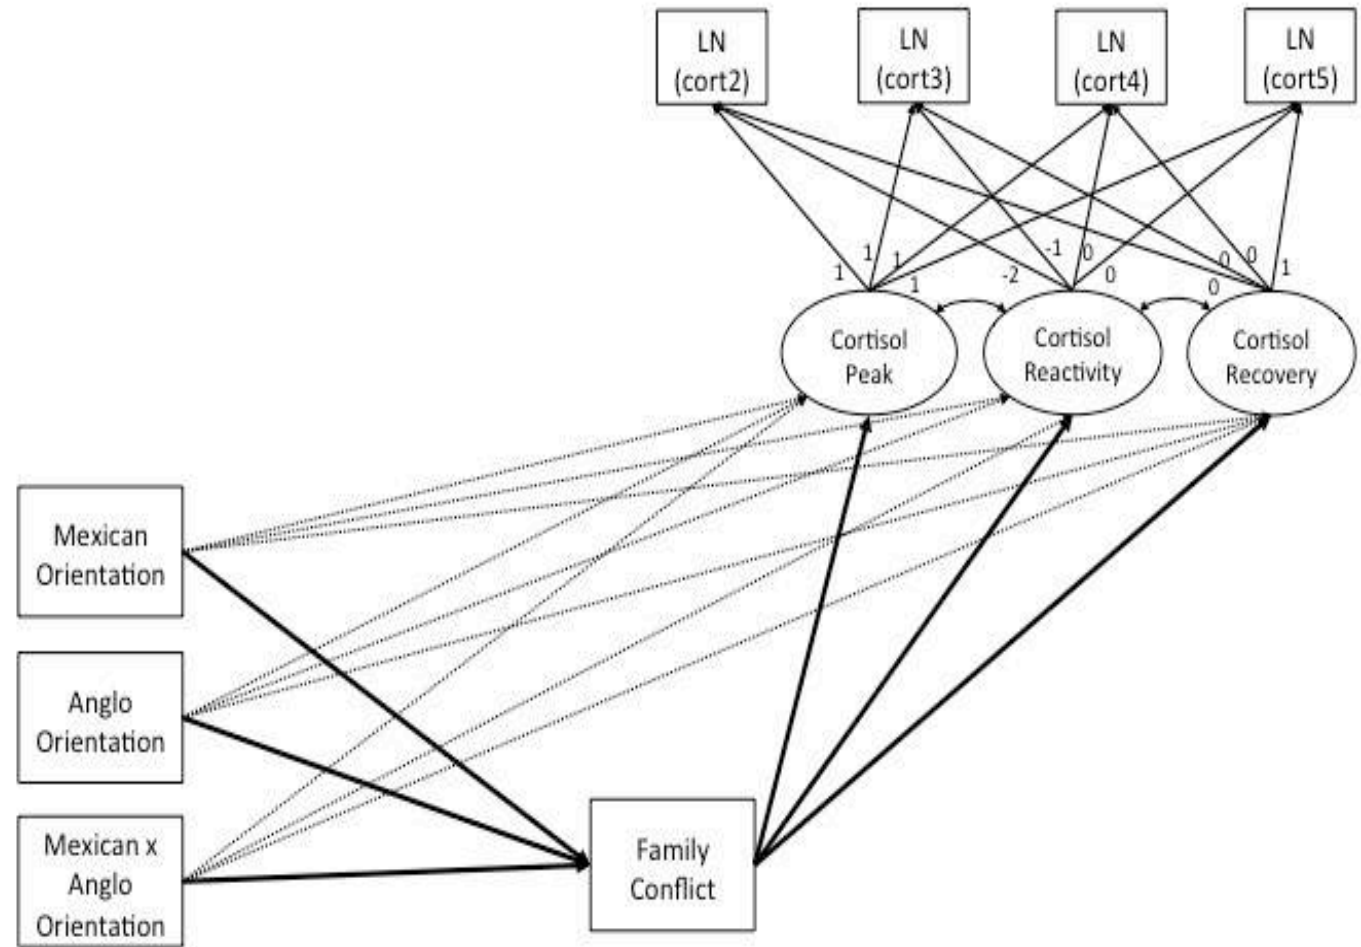 LN
(cort2)
LN
(cort3)
LN
(cort4)
LN
(cort5)
1
1
1
1
-2
-1
0
0
0
0
0
1
Cortisol
Peak
Cortisol
Reactivity
Cortisol
Recovery
Mexican
Orientation
Anglo
Orientation
Mexican x
Anglo
Orientation
Family
Conflict